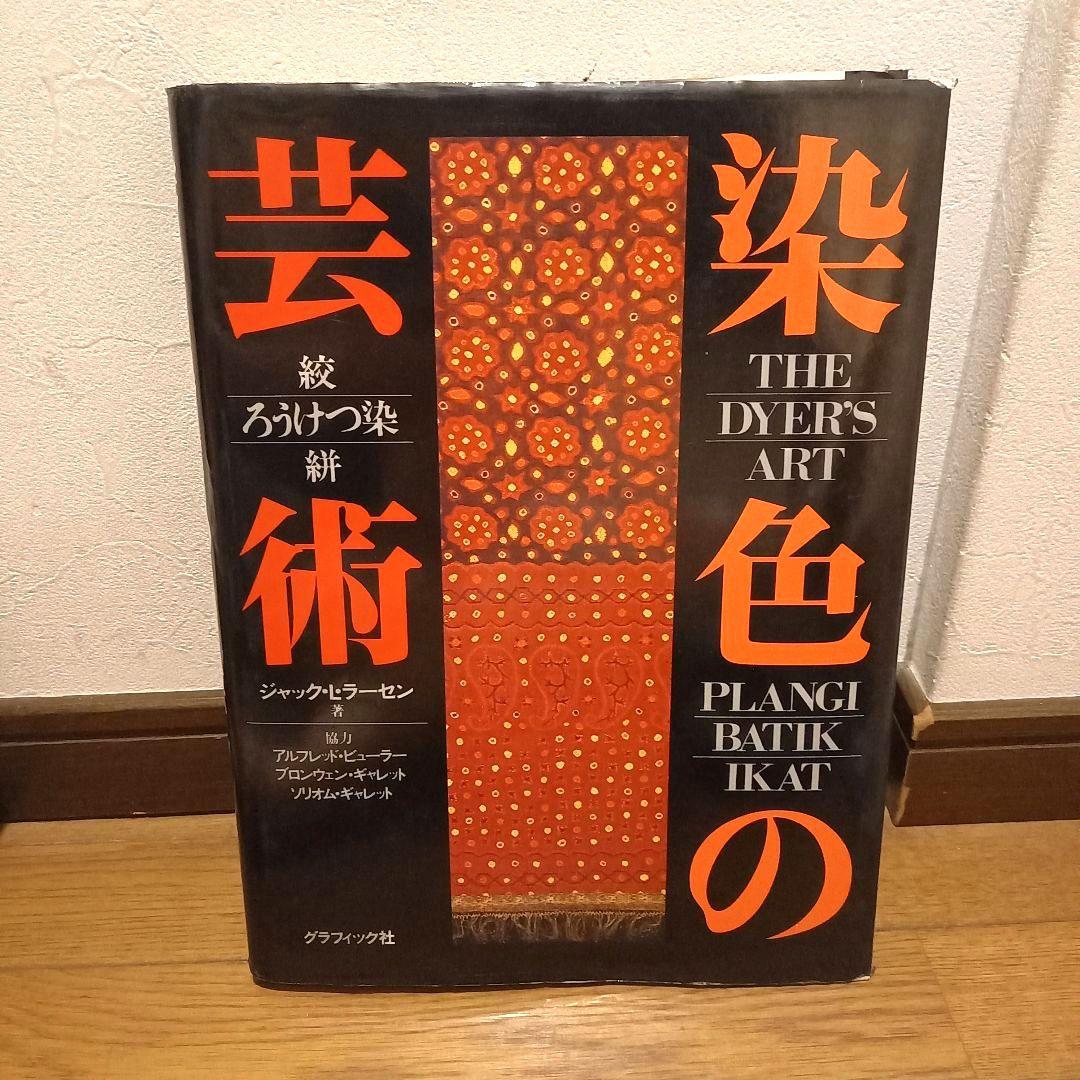 染色の
芸術
THE
DYER'S
ART
PLANGI
BATIK
IKAT
絞
ろうけつ染
絣
ジャック・L・ラーセン
著
協力
アルフレッド・ビューラー
ブロンウェン・ギャレット
ソリオム・ギャレット
グラフィック社